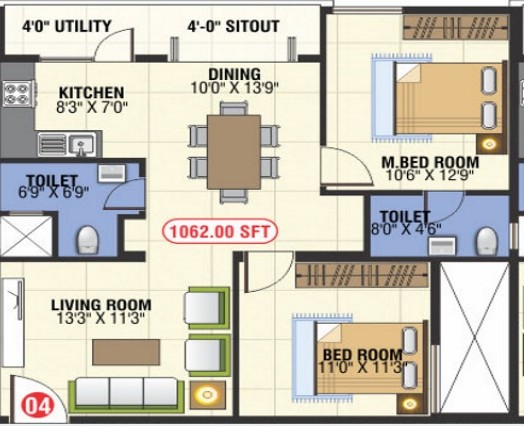 4'0" UTILITY
4'-0" SITOUT
KITCHEN
8'3" X 7'0"
DINING
10'0" X 13'9"
M.BED ROOM
10'6" X 12'9"
TOILET
6'9" X 6'9"
TOILET
8'0" X 4'6"
1062.00 SFT
LIVING ROOM
13'3" X 11'3"
BED ROOM
11'0" X 11'3"
04